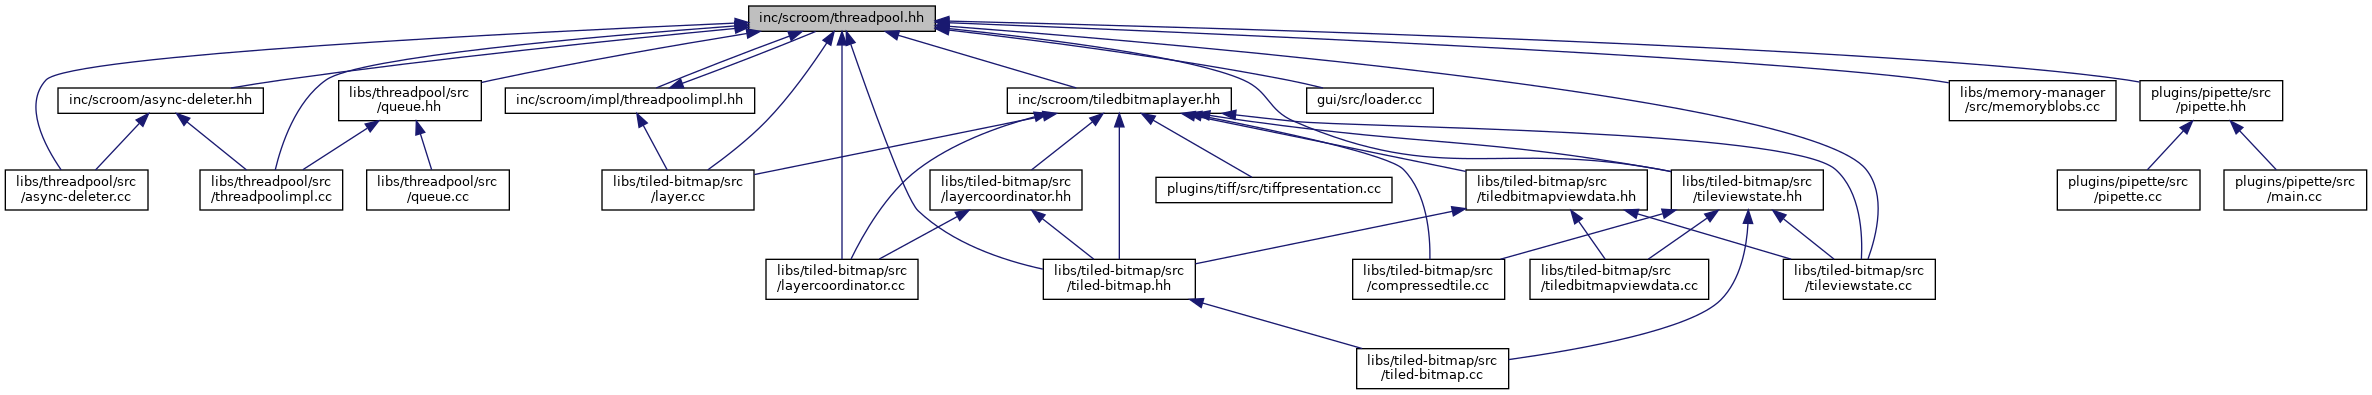 inc/scroom/threadpool.hh
inc/scroom/async-deleter.hh
libs/threadpool/src
/queue.hh
inc/scroom/impl/threadpoolimpl.hh
inc/scroom/tiledbitmaplayer.hh
gui/src/loader.cc
libs/memory-manager
/src/memoryblobs.cc
plugins/pipette/src
/pipette.hh
libs/threadpool/src
/async-deleter.cc
libs/threadpool/src
/threadpoolimpl.cc
libs/threadpool/src
/queue.cc
libs/tiled-bitmap/src
/layer.cc
libs/tiled-bitmap/src
/layercoordinator.hh
plugins/tiff/src/tiffpresentation.cc
libs/tiled-bitmap/src
/tiledbitmapviewdata.hh
libs/tiled-bitmap/src
/tileviewstate.hh
plugins/pipette/src
/pipette.cc
plugins/pipette/src
/main.cc
libs/tiled-bitmap/src
/layercoordinator.cc
libs/tiled-bitmap/src
/tiled-bitmap.hh
libs/tiled-bitmap/src
/compressedtile.cc
libs/tiled-bitmap/src
/tiledbitmapviewdata.cc
libs/tiled-bitmap/src
/tileviewstate.cc
libs/tiled-bitmap/src
/tiled-bitmap.cc